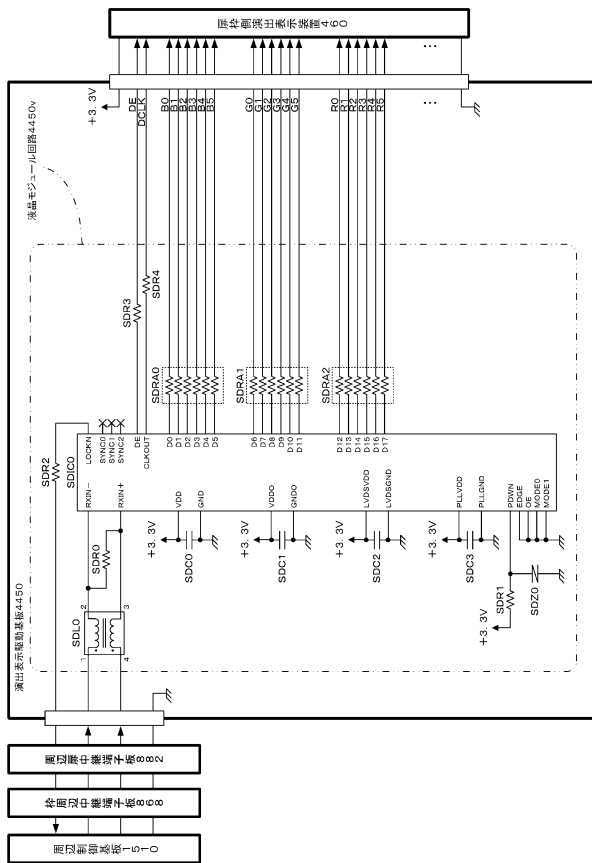 扉枠側演出表示装置460
液晶モジュール回路4450v
演出表示駆動基板4450
+3.3V
DE
DCLK
B0
B1
B2
B3
B4
B5
G0
G1
G2
G3
G4
G5
R0
R1
R2
R3
R4
R5
...
...
SDR3
SDR4
SDRA0
SDRA1
SDRA2
SDR2
SDIC0
LOCKN
SYNC0
SYNC1
SYNC2
DE
CLKOUT
D0
D1
D2
D3
D4
D5
D6
D7
D8
D9
D10
D11
D12
D13
D14
D15
D16
D17
RXIN-
RXIN+
VDD
GND
VDDO
GNDO
LVDSVDD
LVDSGND
PLLVDD
PLLGND
PDWN
EDGE
OE
MODE0
MODE1
SDR0
SDL0
1
2
3
4
+3.3V
SDC0
+3.3V
SDC1
+3.3V
SDC2
+3.3V
SDC3
+3.3V
SDR1
SDZ0
周辺扉中継端子板882
枠周辺中継端子板868
周辺制御基板1510